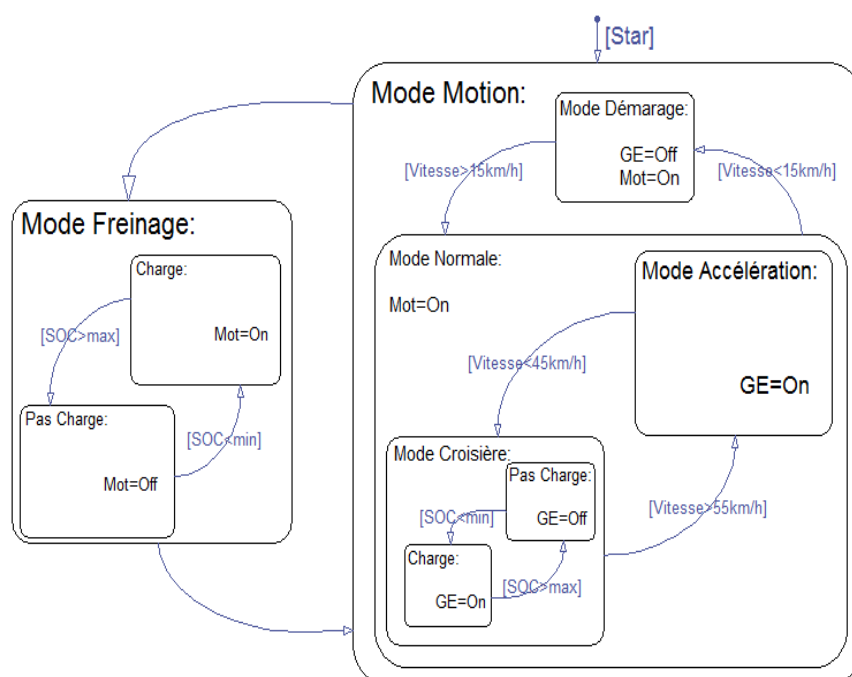 [Star]
Mode Motion:
Mode Démarage:
GE=Off
Mot=On
[Vitesse>15km/h]
[Vitesse<15km/h]
Mode Freinage:
Charge:
Mot=On
[SOC>max]
Pas Charge:
Mot=Off
[SOC<min]
Mode Normale:
Mot=On
Mode Accélération:
GE=On
[Vitesse<45km/h]
[Vitesse>55km/h]
Mode Croisière:
Pas Charge:
GE=Off
[SOC<min]
Charge:
GE=On
[SOC>max]